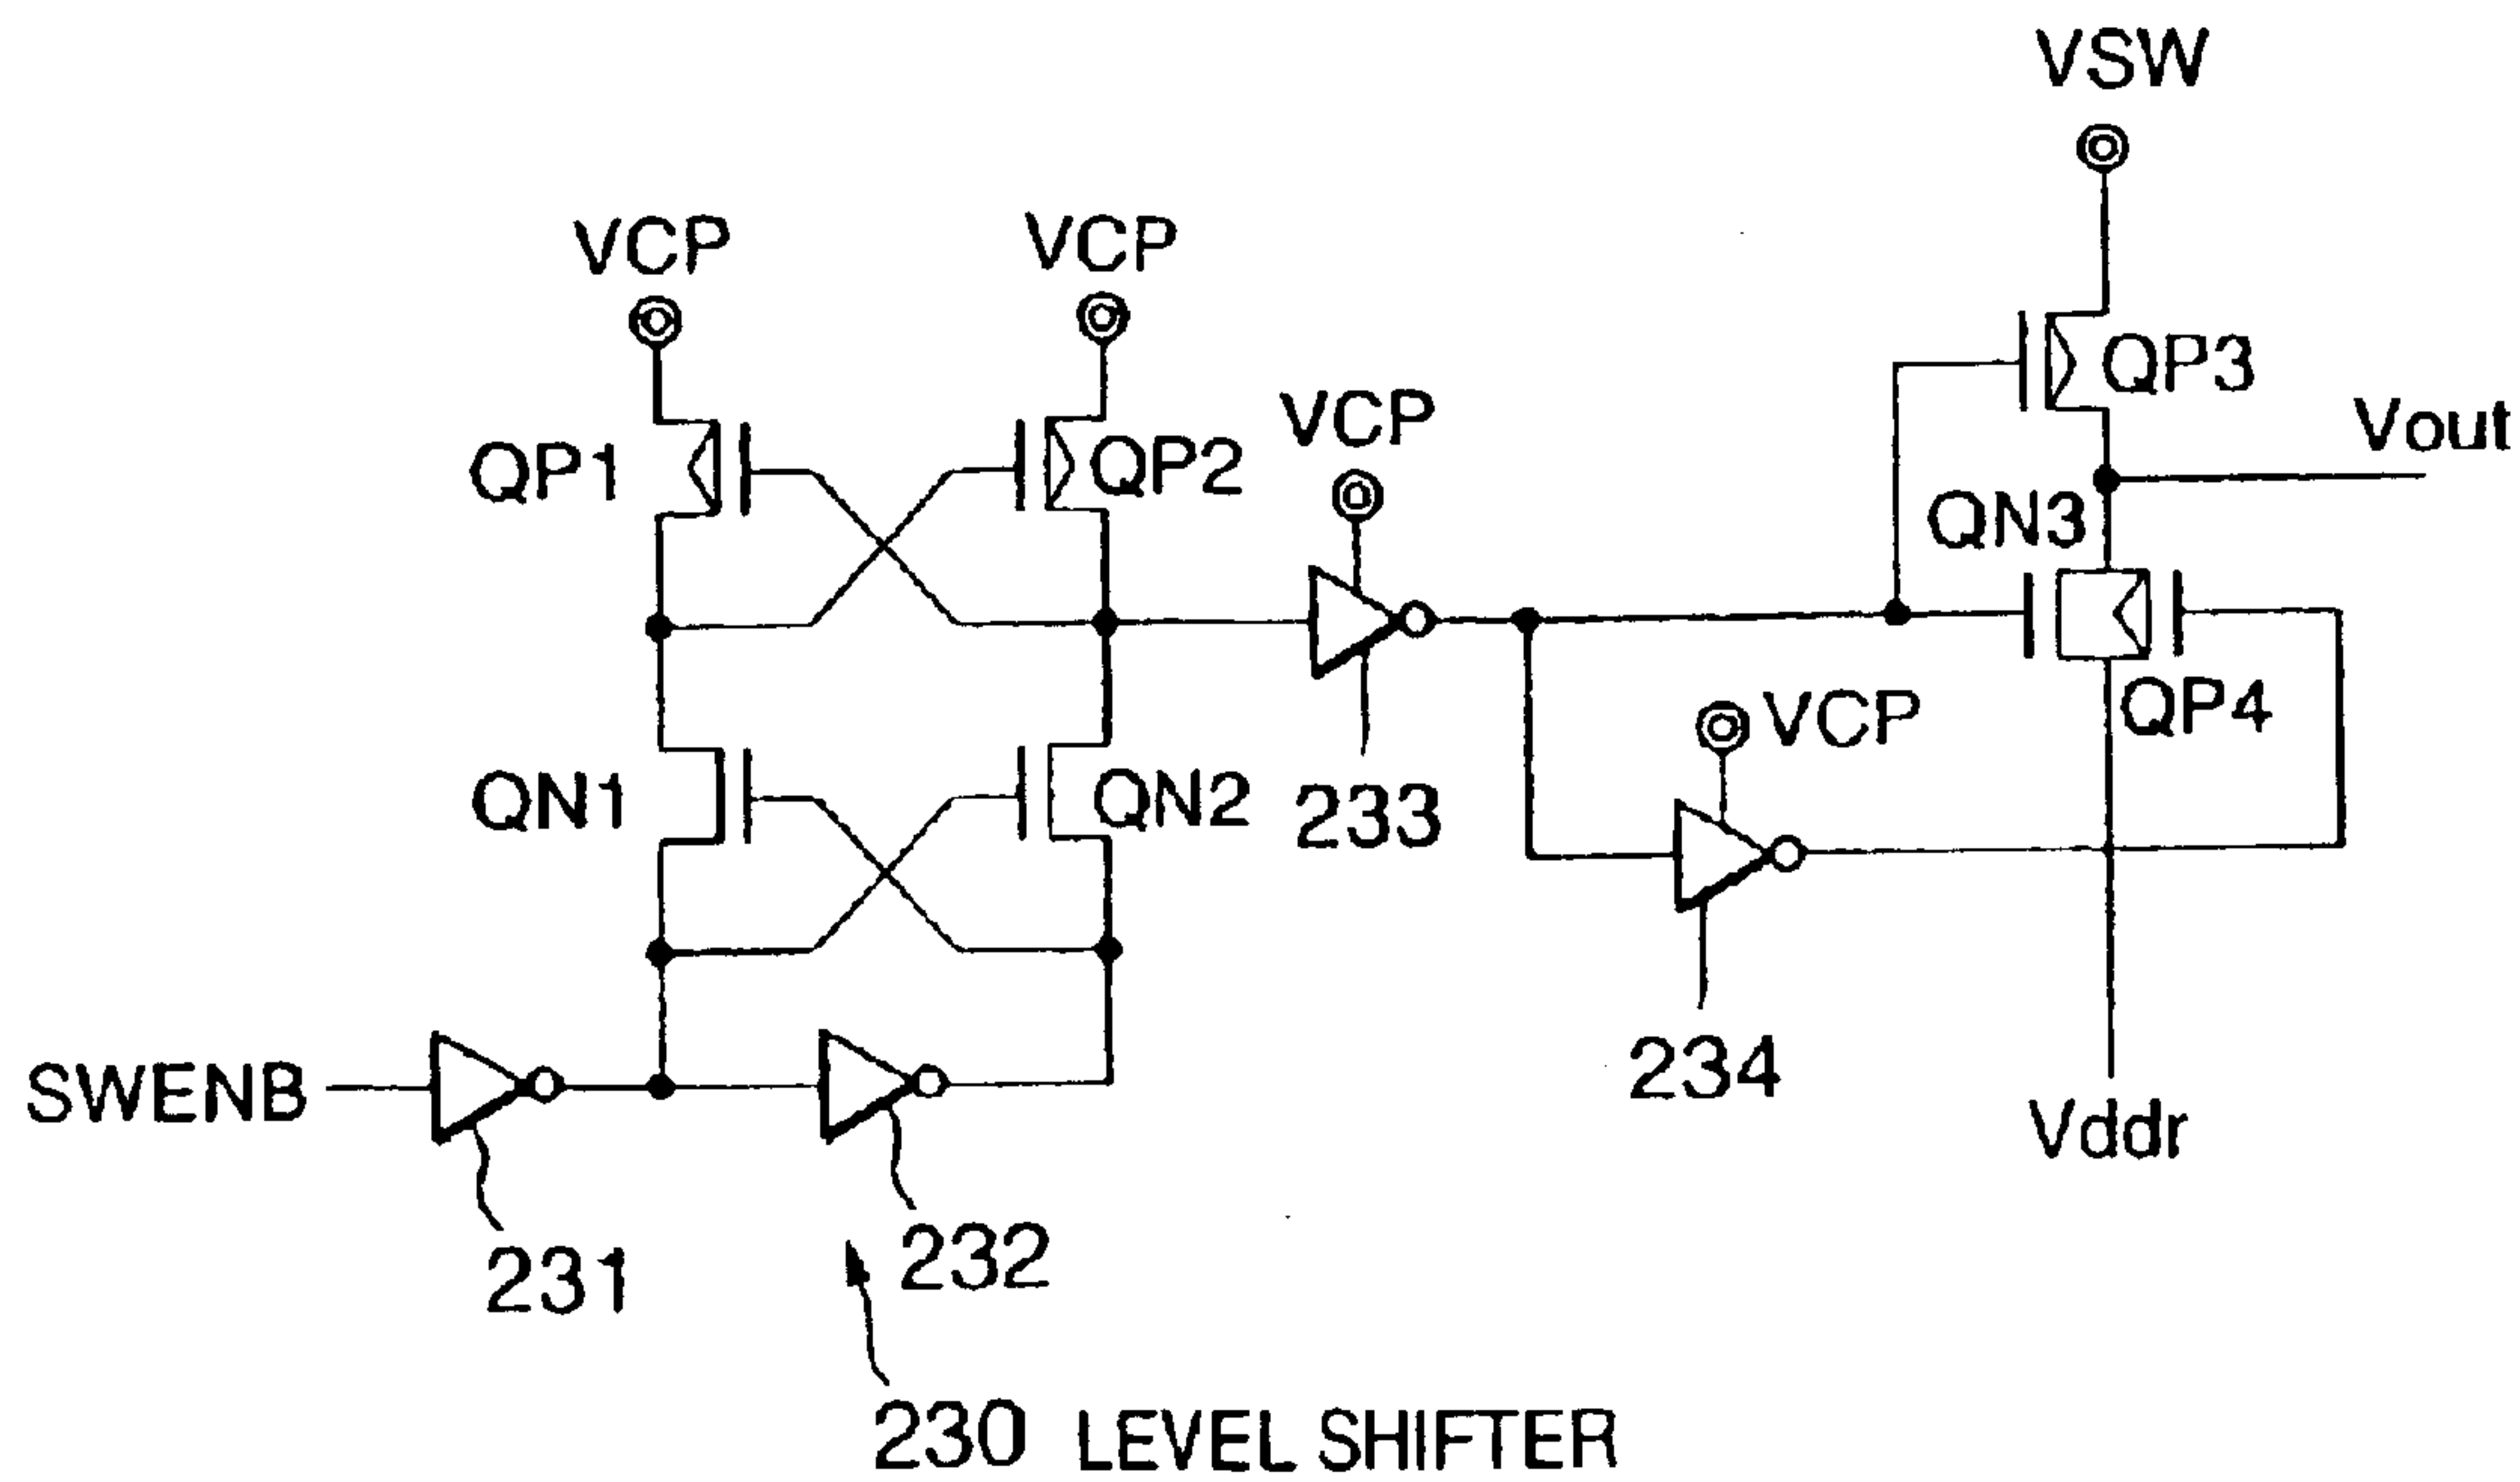 VSW
VCP
VCP
QP3
VCP
Vout
QP1
QP2
QN3
QP4
VCP
QN1
QN2
233
234
SWENB
Vddr
231
232
230 LEVEL SHIFTER